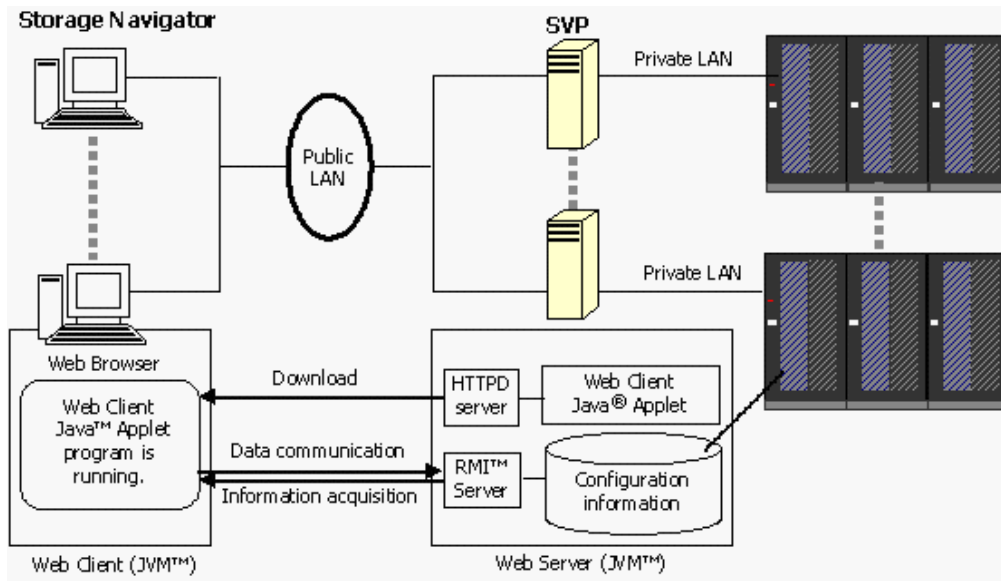 Storage Navigator
SVP
Private LAN
Public
LAN
Private LAN
Web Browser
Web Client
Java™ Applet
program is
running.
Download
HTTPD
server
Web Client
Java® Applet
Data communication
Information acquisition
RMI™
Server
Configuration
information
Web Client (JVM™)
Web Server (JVM™)